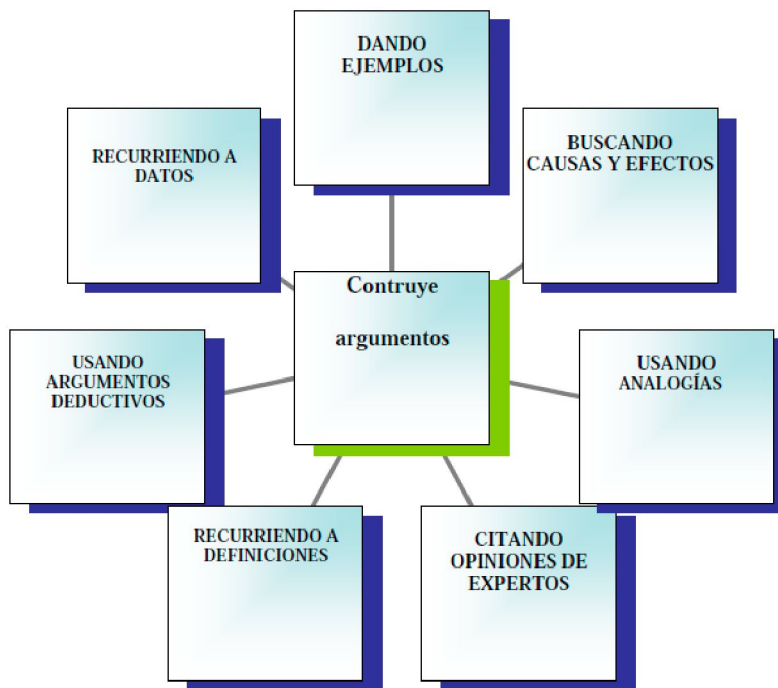 DANDO
EJEMPLOS
BUSCANDO
CAUSAS Y EFECTOS
RECURRIENDO A
DATOS
Contruye
argumentos
USANDO
ARGUMENTOS
DEDUCTIVOS
USANDO
ANALOGÍAS
RECURRIENDO A
DEFINICIONES
CITANDO
OPINIONES DE
EXPERTOS